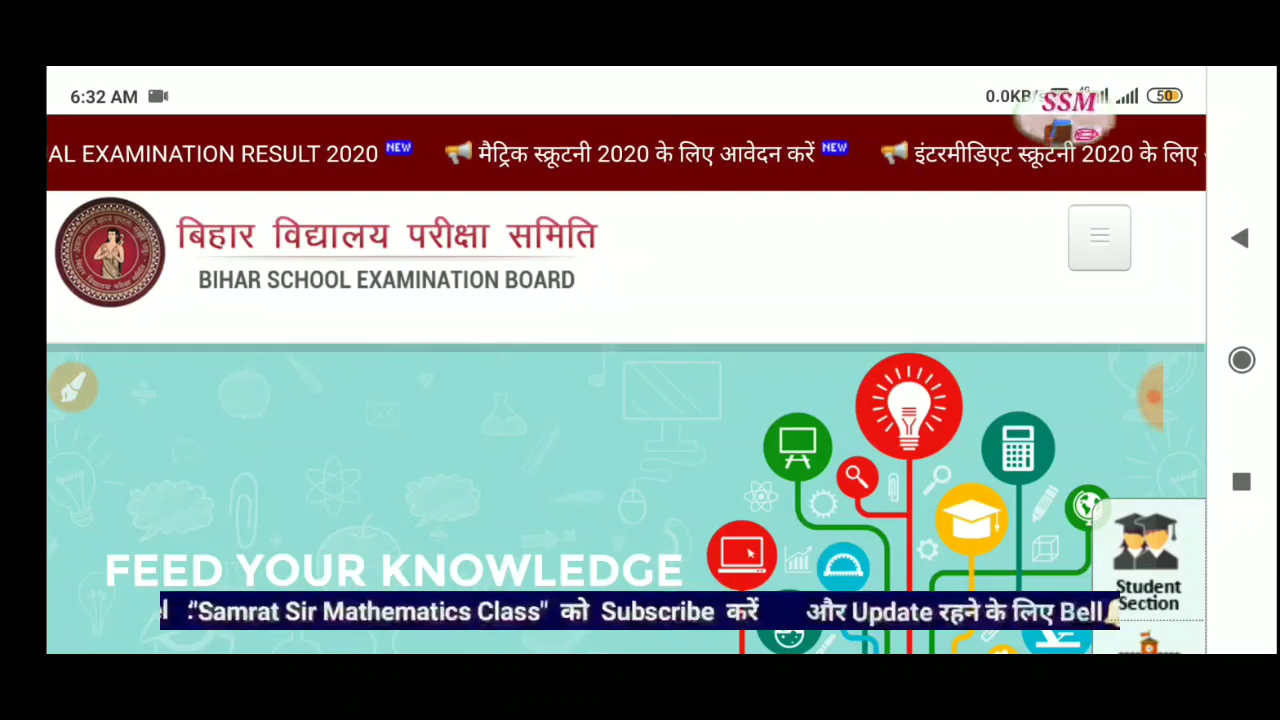 6:32 AM
0.0KB/s 50
SSM
AL EXAMINATION RESULT 2020 NEW मैट्रिक स्क्रूटनी 2020 के लिए आवेदन करें NEW इंटरमीडिएट स्क्रूटनी 2020 के लिए
बिहार विद्यालय परीक्षा समिति
BIHAR SCHOOL EXAMINATION BOARD
FEED YOUR KNOWLEDGE
Student
Section
"Samrat Sir Mathematics Class" को Subscribe करें और Update रहने के लिए Bell